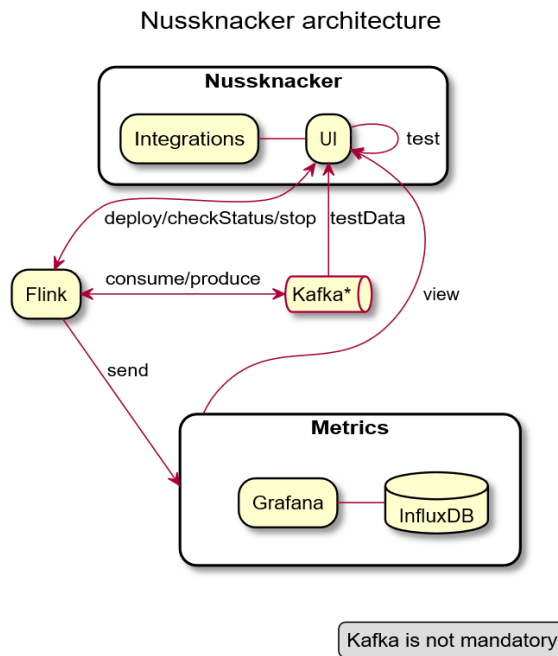 Nussknacker architecture
Nussknacker
Integrations
UI
test
deploy/checkStatus/stop
testData
Flink
consume/produce
Kafka*
view
send
Metrics
Grafana
InfluxDB
Kafka is not mandatory